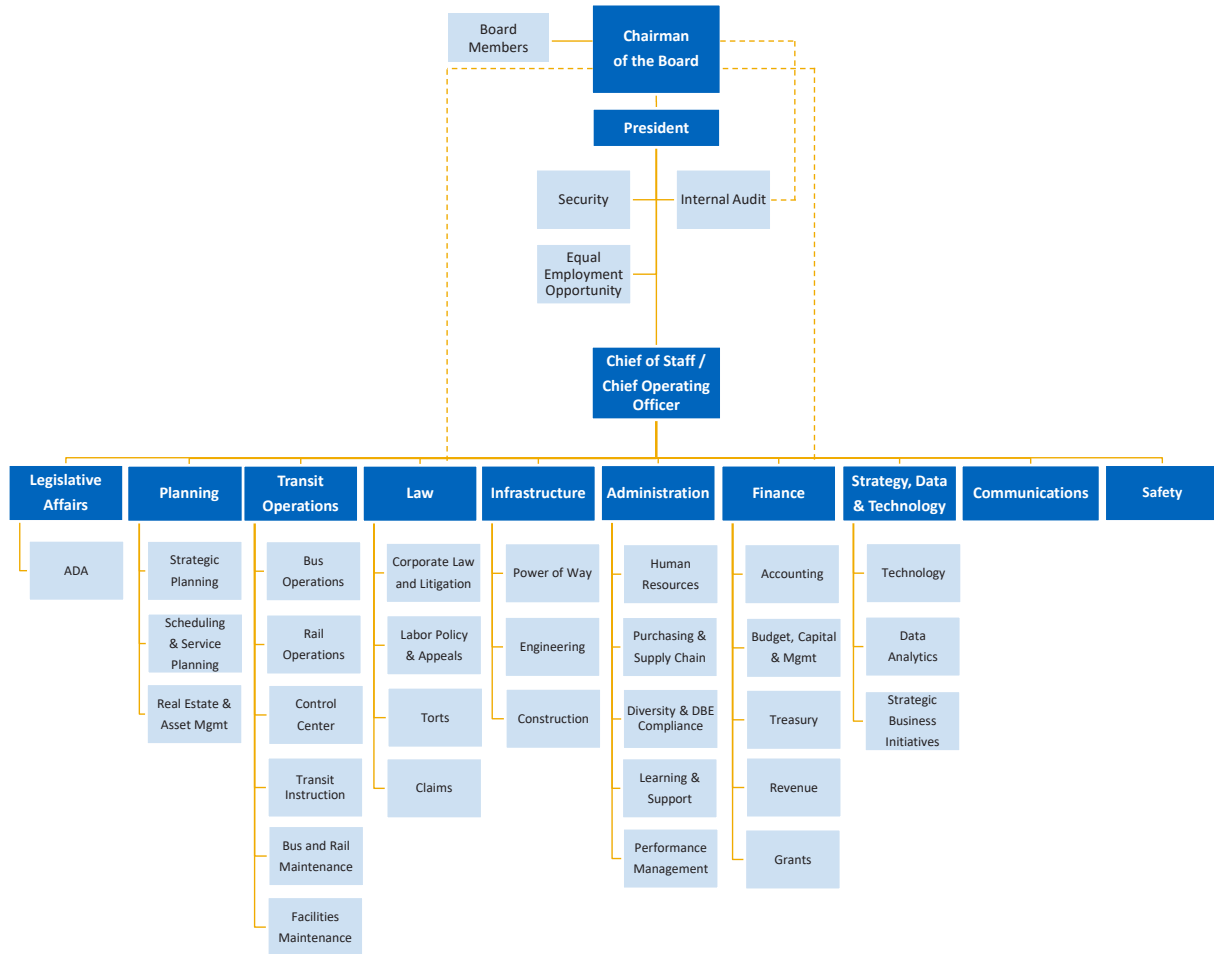 Board
Members
Chairman
of the Board
President
Security
Internal Audit
Equal
Employment
Opportunity
Chief of Staff /
Chief Operating
Officer
Legislative
Affairs
Planning
Transit
Operations
Law
Infrastructure
Administration
Finance
Strategy, Data
& Technology
Communications
Safety
ADA
Strategic
Planning
Scheduling
& Service
Planning
Real Estate &
Asset Mgmt
Bus
Operations
Rail
Operations
Control
Center
Transit
Instruction
Bus and Rail
Maintenance
Facilities
Maintenance
Corporate Law
and Litigation
Labor Policy
& Appeals
Torts
Claims
Power of Way
Engineering
Construction
Human
Resources
Purchasing &
Supply Chain
Diversity & DBE
Compliance
Learning &
Support
Performance
Management
Accounting
Budget, Capital
& Mgmt
Treasury
Revenue
Grants
Technology
Data
Analytics
Strategic
Business
Initiatives